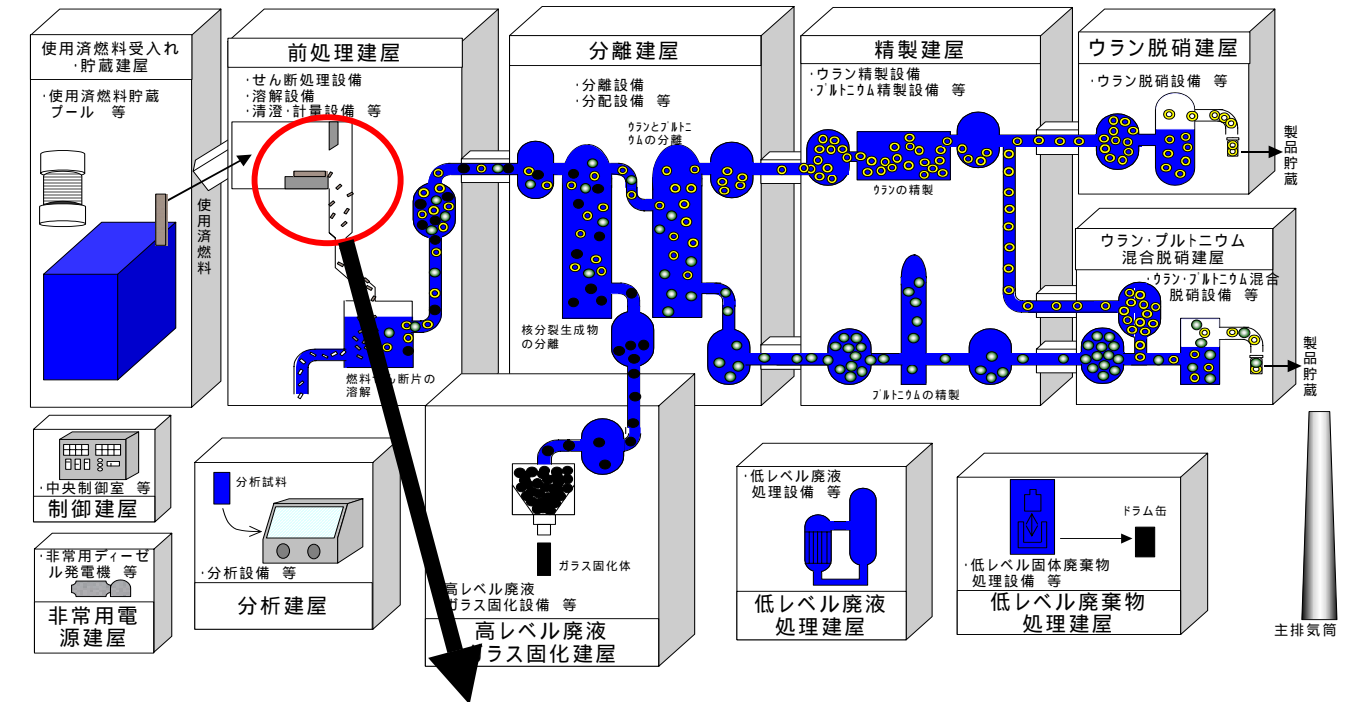 使用済燃料受入れ
・貯蔵建屋
・使用済燃料貯蔵
プール 等
使用済燃料
前処理建屋
・せん断処理設備
・溶解設備
・清澄・計量設備 等
燃料せん断片の
溶解
分離建屋
・分離設備
・分配設備 等
ウランとプルトニ
ウムの分離
核分裂生成物
の分離
精製建屋
・ウラン精製設備
・プルトニウム精製設備 等
ウランの精製
プルトニウムの精製
ウラン脱硝建屋
・ウラン脱硝設備 等
製品貯蔵
ウラン・プルトニウム
混合脱硝建屋
・ウラン・プルトニウム混合
脱硝設備 等
製品貯蔵
・中央制御室 等
制御建屋
・非常用ディーゼ
ル発電機 等
非常用電
源建屋
分析試料
・分析設備 等
分析建屋
ガラス固化体
高レベル廃液
ガラス固化設備 等
高レベル廃液
ガラス固化建屋
・低レベル廃液
処理設備 等
低レベル廃液
処理建屋
ドラム缶
・低レベル固体廃棄物
処理設備 等
低レベル廃棄物
処理建屋
主排気筒